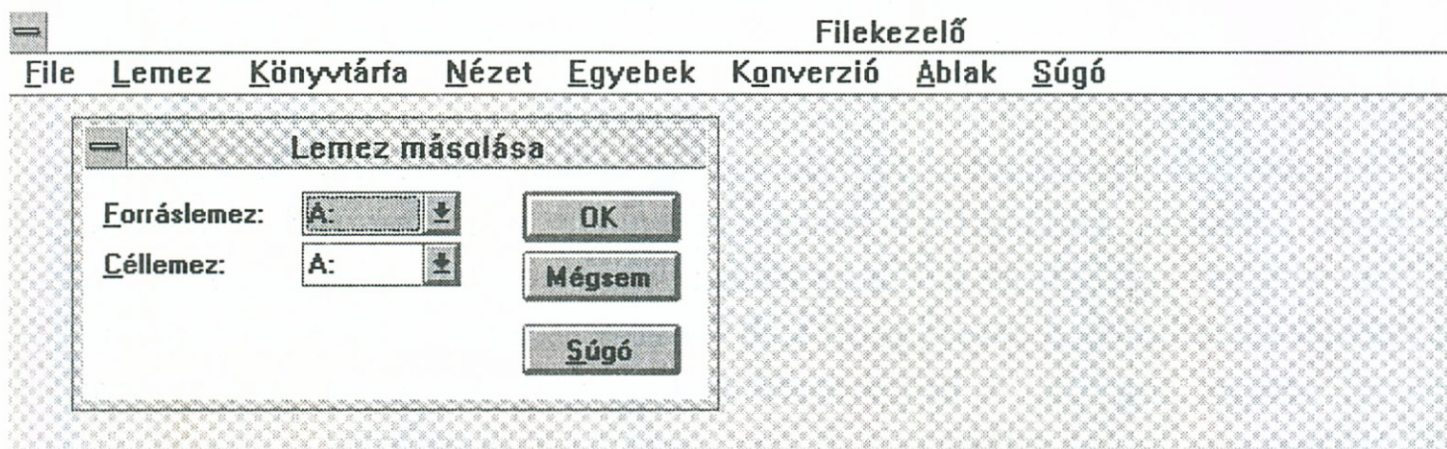 Filekezelő
File Lemez Könyvtárfa Nézet Egyebek Konverzió Ablak Súgó
Lemez másolása
Forráslemez: A: OK
Céllemez: A: Mégsem
Súgó